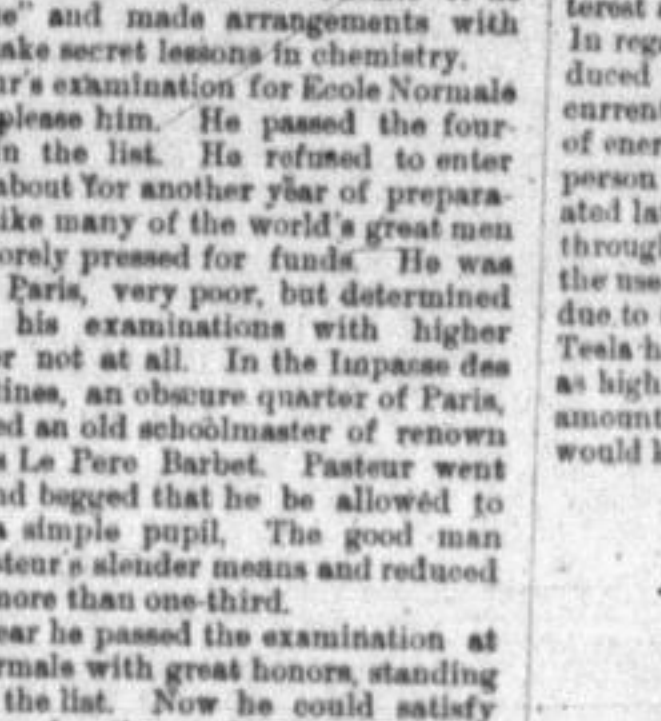 e" and made arrangements with
ake secret lessons in chemistry.
ur's examination for Ecole Normale
please him. He passed the four-
n the list. He refused to enter
about for another year of prepara-
ike many of the world's great men
orely pressed for funds. He was
Paris, very poor, but determined
his examinations with higher
r not at all. In the Impasse des
tines, an obscure quarter of Paris,
ed an old schoolmaster of renown
s Le Pere Barbet. Pasteur went
nd begged that he be allowed to
a simple pupil. The good man
steur's slender means and reduced
more than one-third.
ear he passed the examination at
rmale with great honors, standing
the list. Now he could satisfy
terest a
In rega
duced
curren
of ener
person
ated la
through
the use
due to
Tesla h
as high
amount
would k